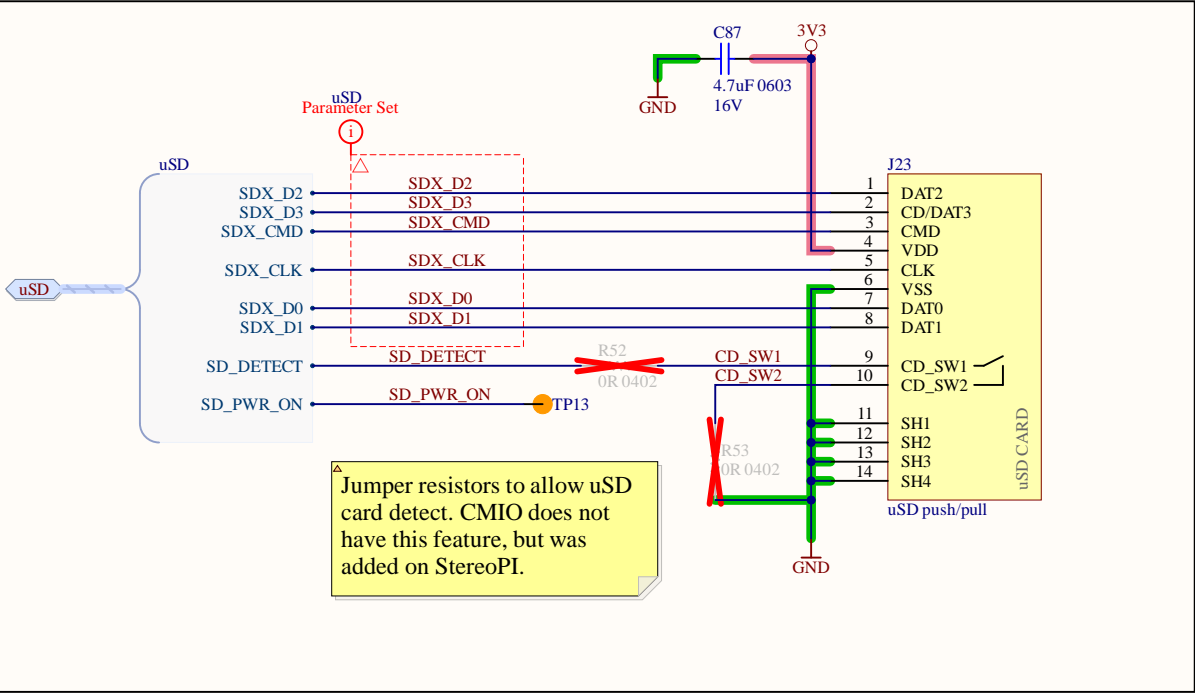 C87
3V3
4.7uF 0603
16V
GND
uSD
Parameter Set
i
uSD
J23
SDX_D2
SDX_D2
1
DAT2
SDX_D3
SDX_D3
2
CD/DAT3
SDX_CMD
SDX_CMD
3
CMD
4
VDD
SDX_CLK
SDX_CLK
5
CLK
uSD
6
VSS
SDX_D0
SDX_D0
7
DAT0
SDX_D1
SDX_D1
8
DAT1
SD_DETECT
SD_DETECT
R52
0R 0402
CD_SW1
9
CD_SW1
CD_SW2
10
CD_SW2
SD_PWR_ON
SD_PWR_ON
TP13
R53
0R 0402
11
SH1
12
SH2
13
SH3
14
SH4
uSD CARD
uSD push/pull
GND
Jumper resistors to allow uSD
card detect. CMIO does not
have this feature, but was
added on StereoPI.